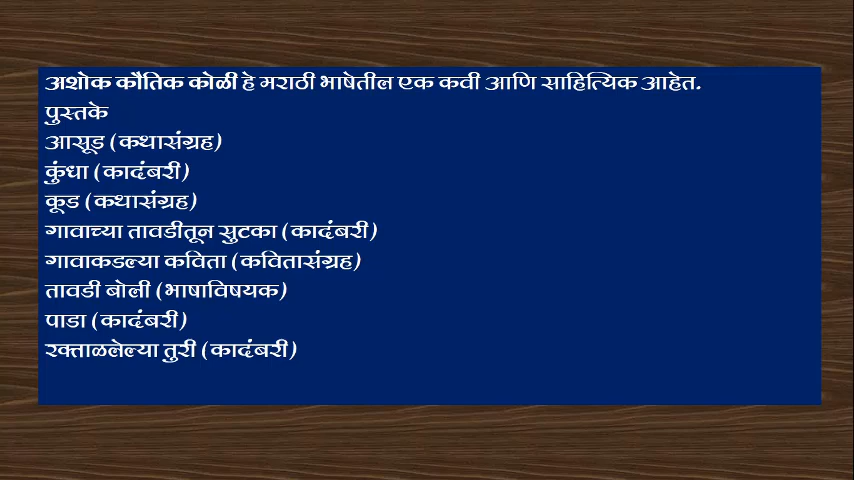 अशोक कौतिक कोळी हे मराठी भाषेतील एक कवी आणि साहित्यिक आहेत.
पुस्तके
आसूड (कथासंग्रह)
कुंधा (कादंबरी)
कूड (कथासंग्रह)
गावाच्या तावडीतून सुटका (कादंबरी)
गावाकडल्या कविता (कवितासंग्रह)
तावडी बोली (भाषाविषयक)
पाडा (कादंबरी)
रक्ताळलेल्या तुरी (कादंबरी)